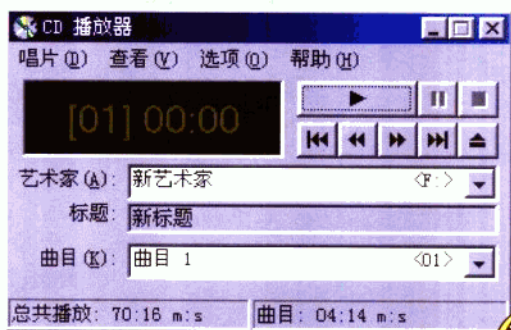 CD 播放器
唱片(D) 查看(V) 选项(O) 帮助(H)
[01] 00:00
艺术家(A): 新艺术家 <F:>
标题: 新标题
曲目(K): 曲目 1 <01>
总共播放: 70:16 m:s 曲目: 04:14 m:s